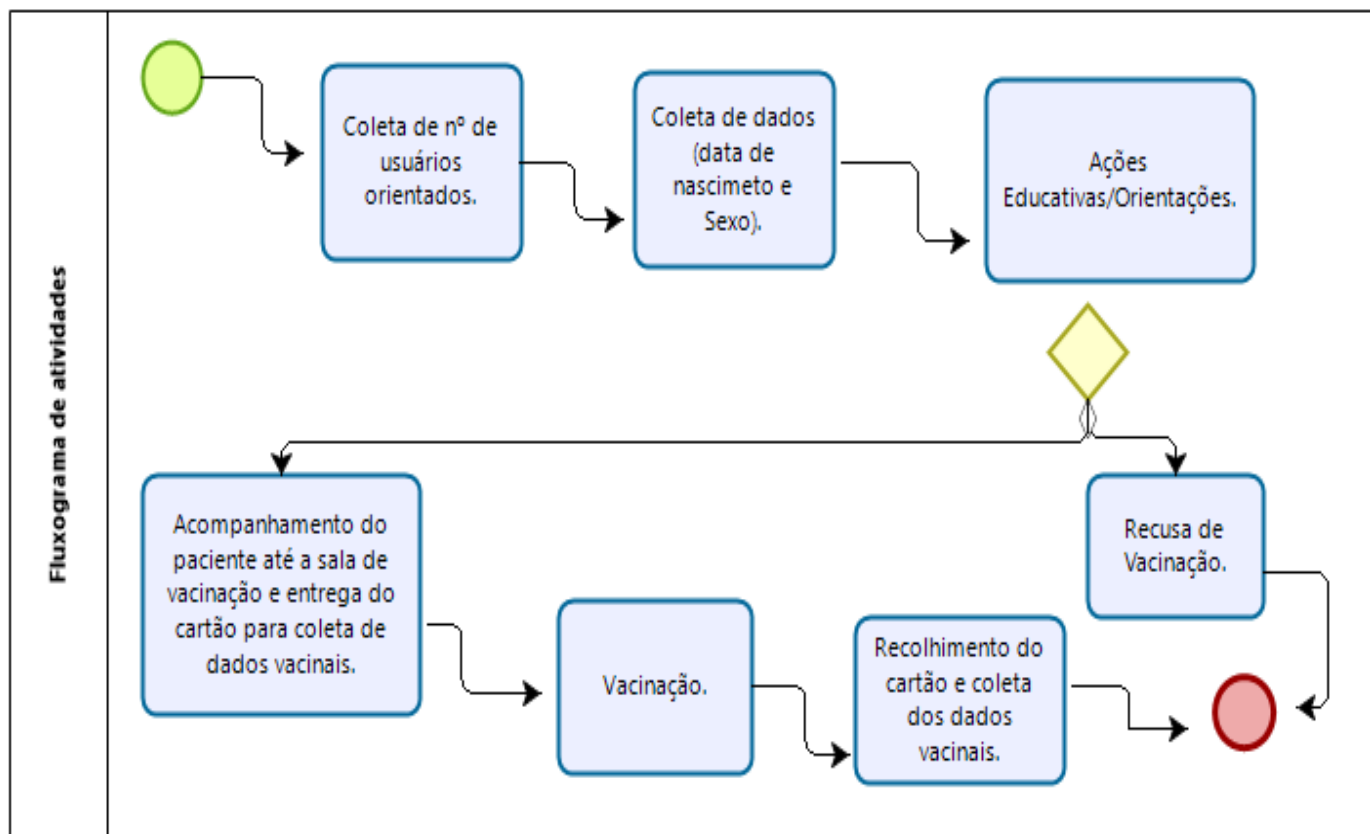 Fluxograma de atividades
Coleta de nº de
usuários
orientados.
Coleta de dados
(data de
nascimeto e
Sexo).
Ações
Educativas/Orientações.
Acompanhamento do
paciente até a sala de
vacinação e entrega do
cartão para coleta de
dados vacinais.
Vacinação.
Recolhimento do
cartão e coleta
dos dados
vacinais.
Recusa de
Vacinação.